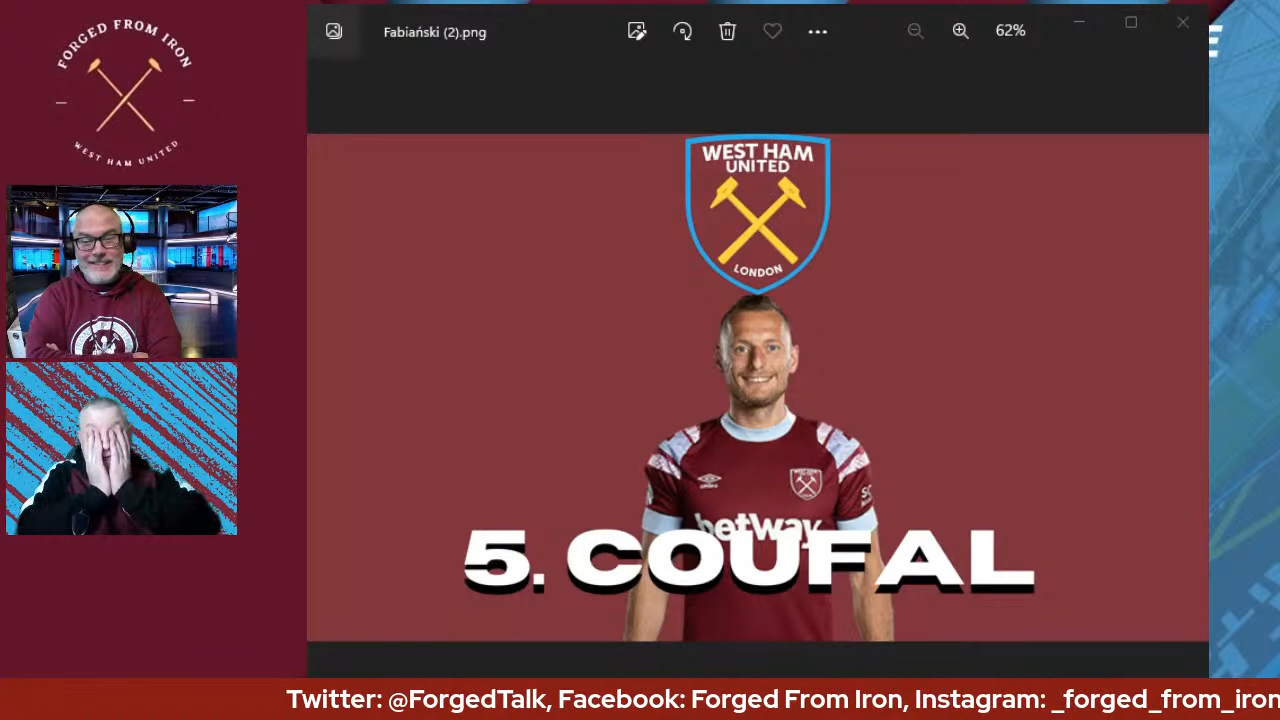 FORGED FROM IRON
WEST HAM UNITED
Fabiański (2).png
62%
WEST HAM
UNITED
LONDON
betway
5. COUFAL
Twitter: @ForgedTalk, Facebook: Forged From Iron, Instagram: _forged_from_iron